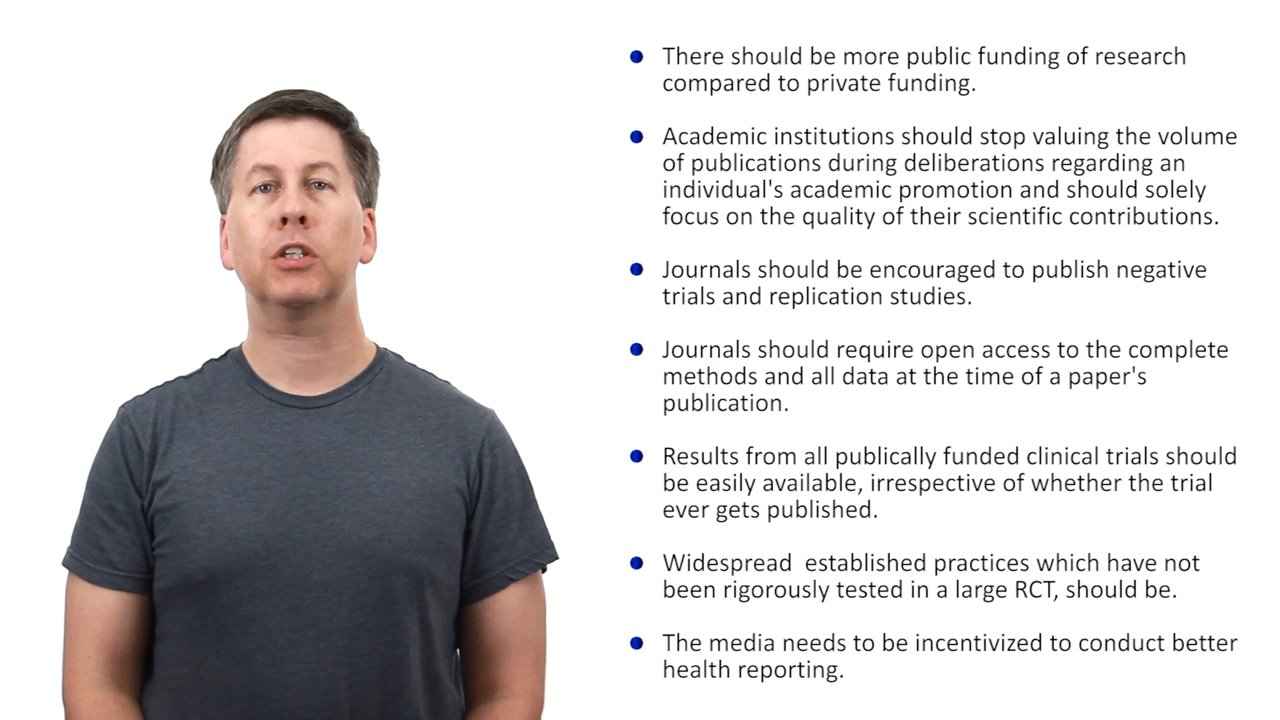 There should be more public funding of research
compared to private funding.
Academic institutions should stop valuing the volume
of publications during deliberations regarding an
individual's academic promotion and should solely
focus on the quality of their scientific contributions.
Journals should be encouraged to publish negative
trials and replication studies.
Journals should require open access to the complete
methods and all data at the time of a paper's
publication.
Results from all publically funded clinical trials should
be easily available, irrespective of whether the trial
ever gets published.
Widespread  established practices which have not
been rigorously tested in a large RCT, should be.
The media needs to be incentivized to conduct better
health reporting.